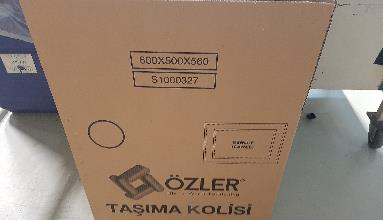 600X500X560
S1000327
ÖZLER
TAŞIMA KOLİSİ